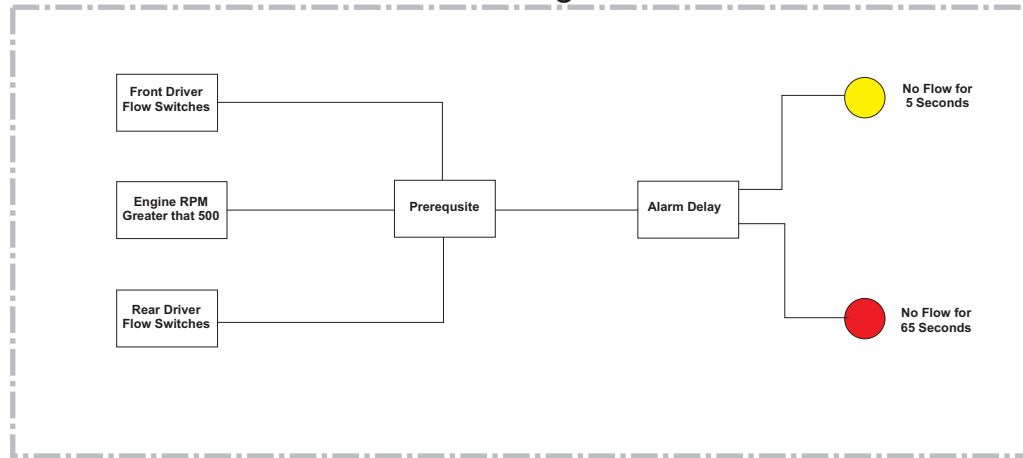 Front Driver
Flow Switches
Engine RPM
Greater that 500
Rear Driver
Flow Switches
Prerequsite
Alarm Delay
No Flow for
5 Seconds
No Flow for
65 Seconds